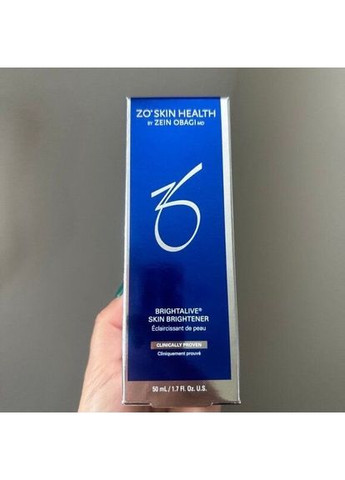 ZO® SKIN HEALTH
BY ZEIN OBAGI MD
BRIGHTALIVE®
SKIN BRIGHTENER
Éclaircissant de peau
CLINICALLY PROVEN
Cliniquement prouvé
50 mL / 1.7 Fl. Oz. U.S.